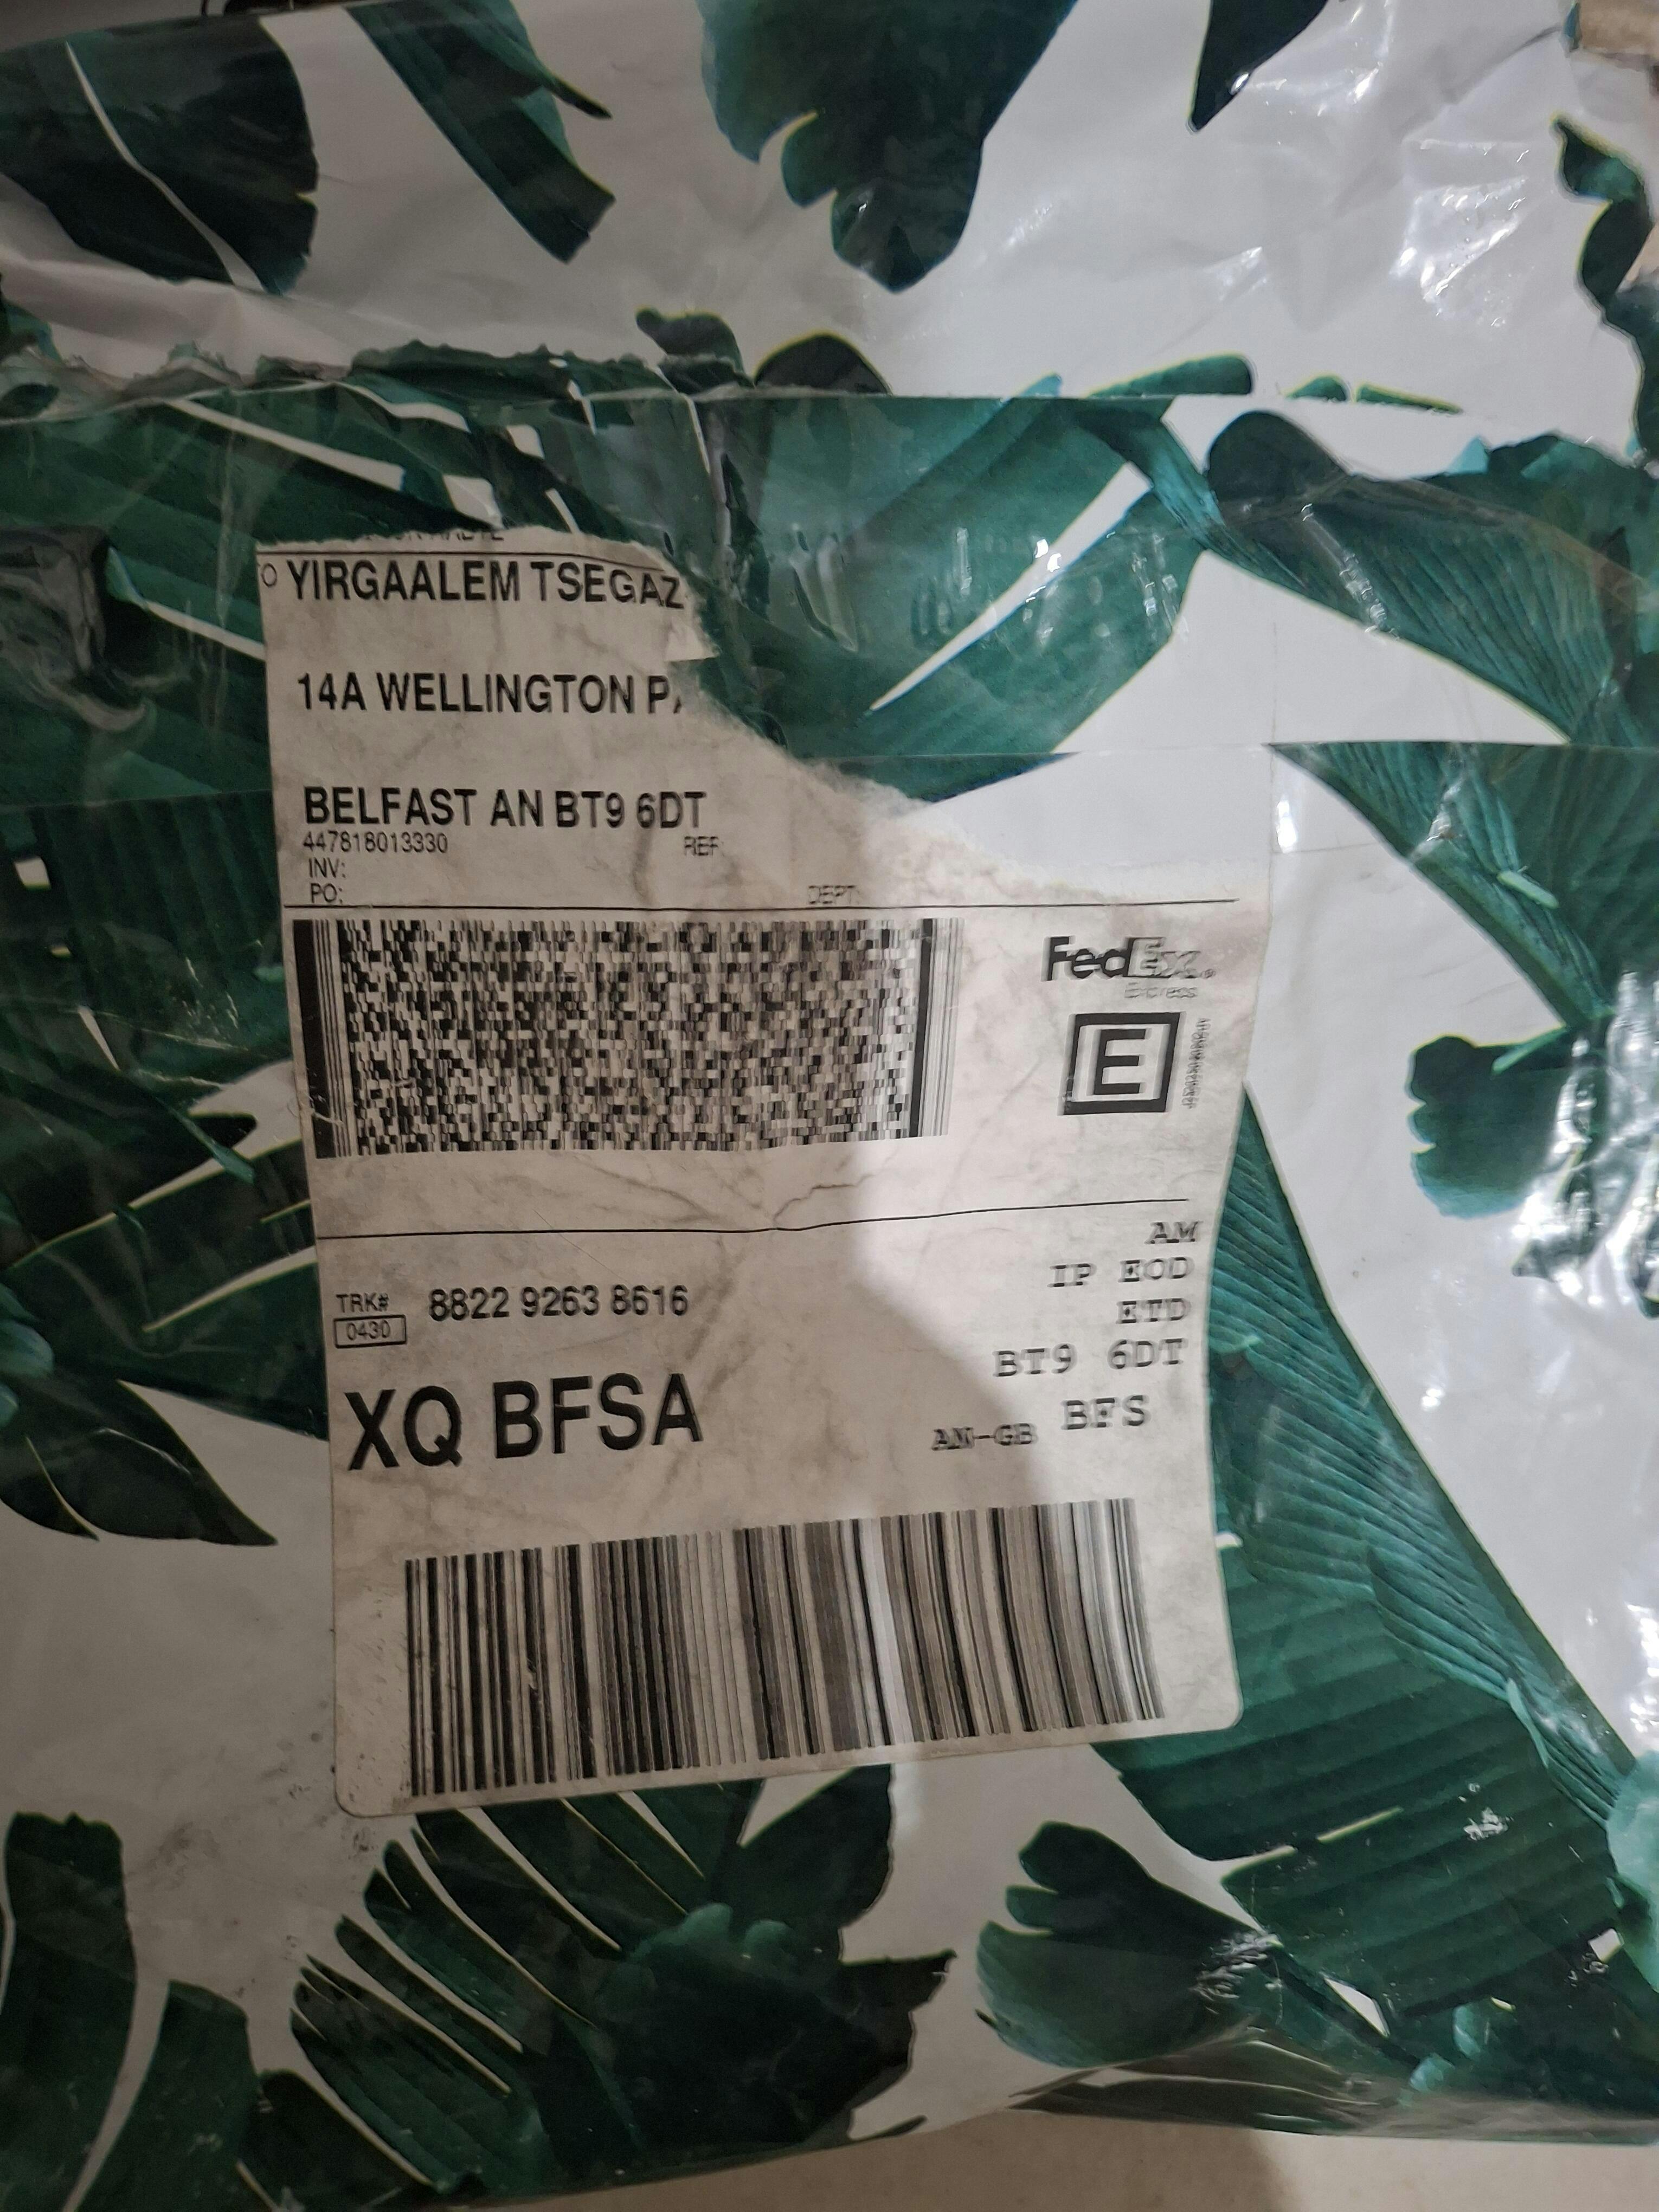 TO YIRGAALEM TSEGAZ
14A WELLINGTON
BELFAST AN BT9 6DT
447818013330 REF:
INV:
PO: DEPT:
FedEx
Express
E
AM
IP EOD
TRK# 8822 9263 8616 ETD
0430
BT9 6DT
XQ BFSA
AN-GB BFS